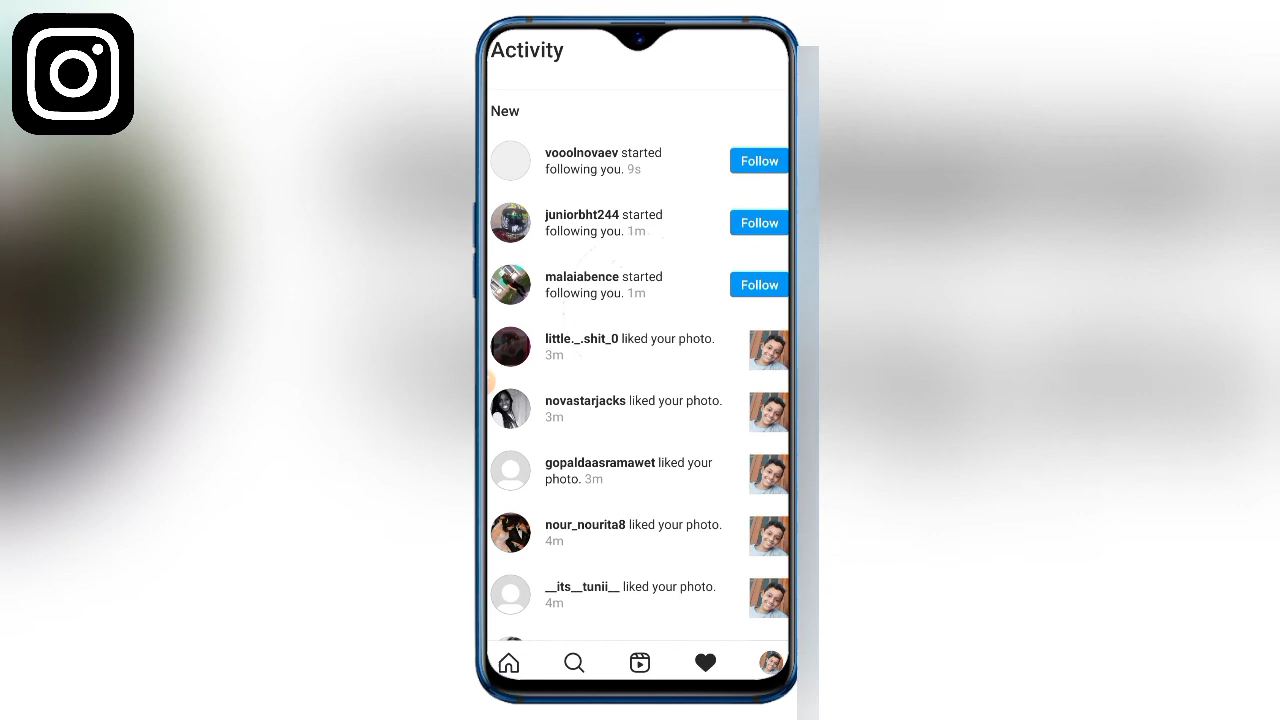 Activity
New
vooolnovaev started
following you. 9s
Follow
juniorbht244 started
following you. 1m
Follow
malaiabence started
following you. 1m
Follow
little._.shit_0 liked your photo.
3m
novastarjacks liked your photo.
3m
gopaldaasramawet liked your
photo. 3m
nour_nourita8 liked your photo.
4m
__its__tunii__ liked your photo.
4m